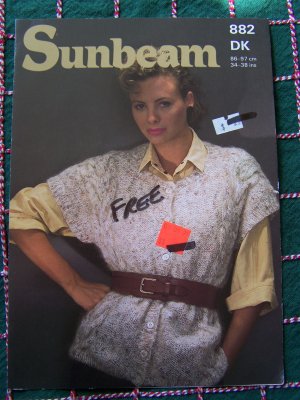 Sunbeam
882
DK
86-97 cm
34-38 ins
FREE